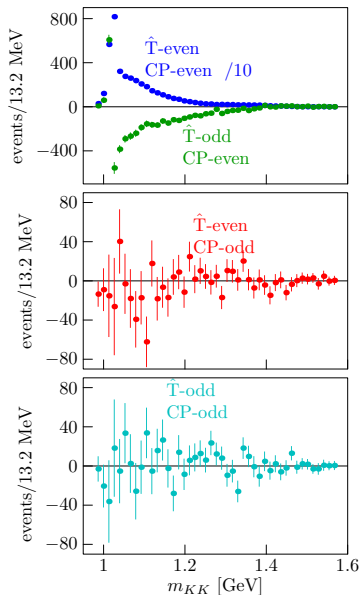 events/13.2 MeV
400
0
−400
T̂-even
CP-even /10
T̂-odd
CP-even
events/13.2 MeV
80
40
0
−40
−80
T̂-even
CP-odd
events/13.2 MeV
80
40
0
−40
−80
T̂-odd
CP-odd
1 1.2 1.4 1.6
m_{KK} [GeV]